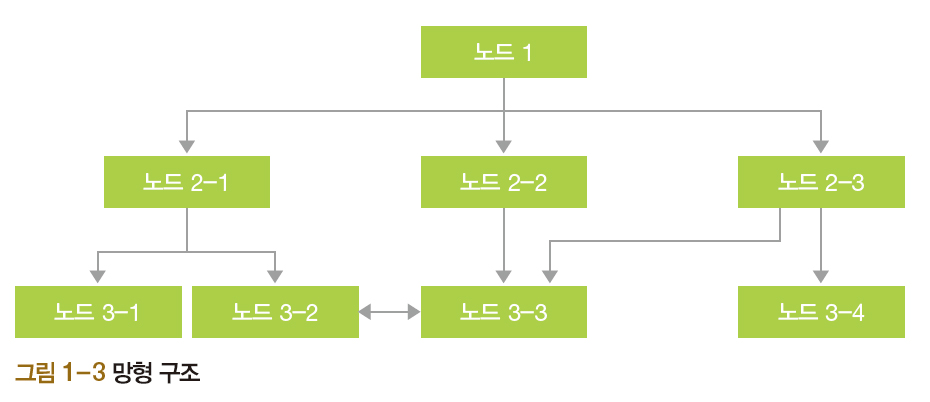 노드 1
노드 2-1
노드 2-2
노드 2-3
노드 3-1
노드 3-2
노드 3-3
노드 3-4
그림 1-3 망형 구조